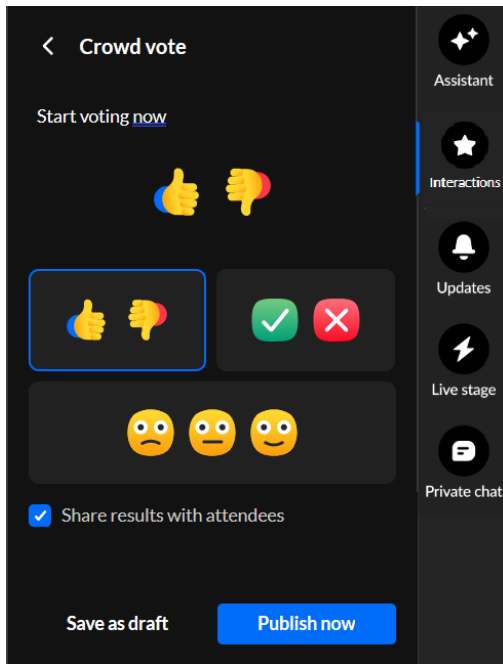 Crowd vote
Start voting now
Share results with attendees
Save as draft
Publish now
Assistant
Interactions
Updates
Live stage
Private chat